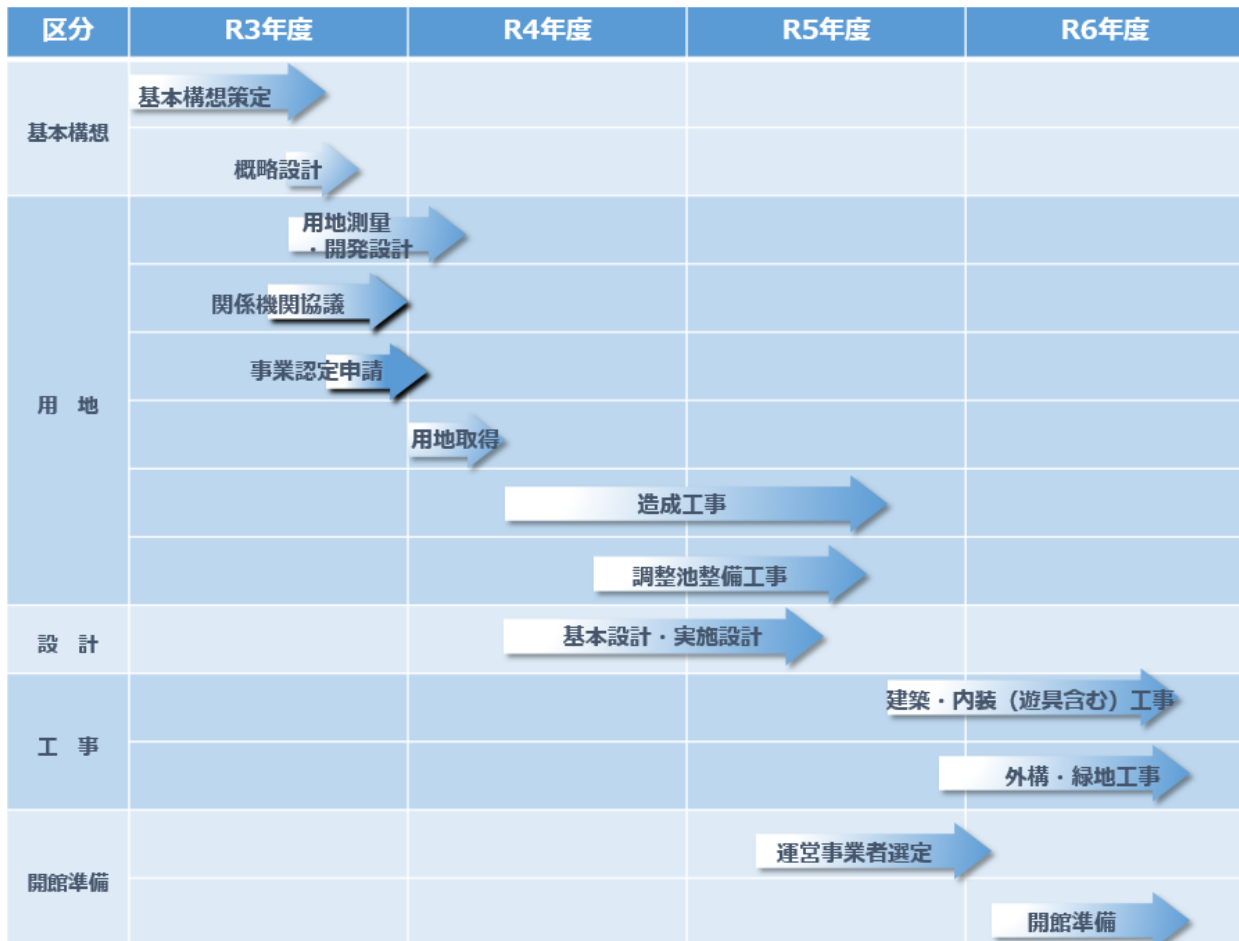 区分 R3年度 R4年度 R5年度 R6年度
基本構想
基本構想策定
概略設計
用　地
用地測量
・開発設計
関係機関協議
事業認定申請
用地取得
造成工事
調整池整備工事
設　計
基本設計・実施設計
工　事
建築・内装（遊具含む）工事
外構・緑地工事
開館準備
運営事業者選定
開館準備